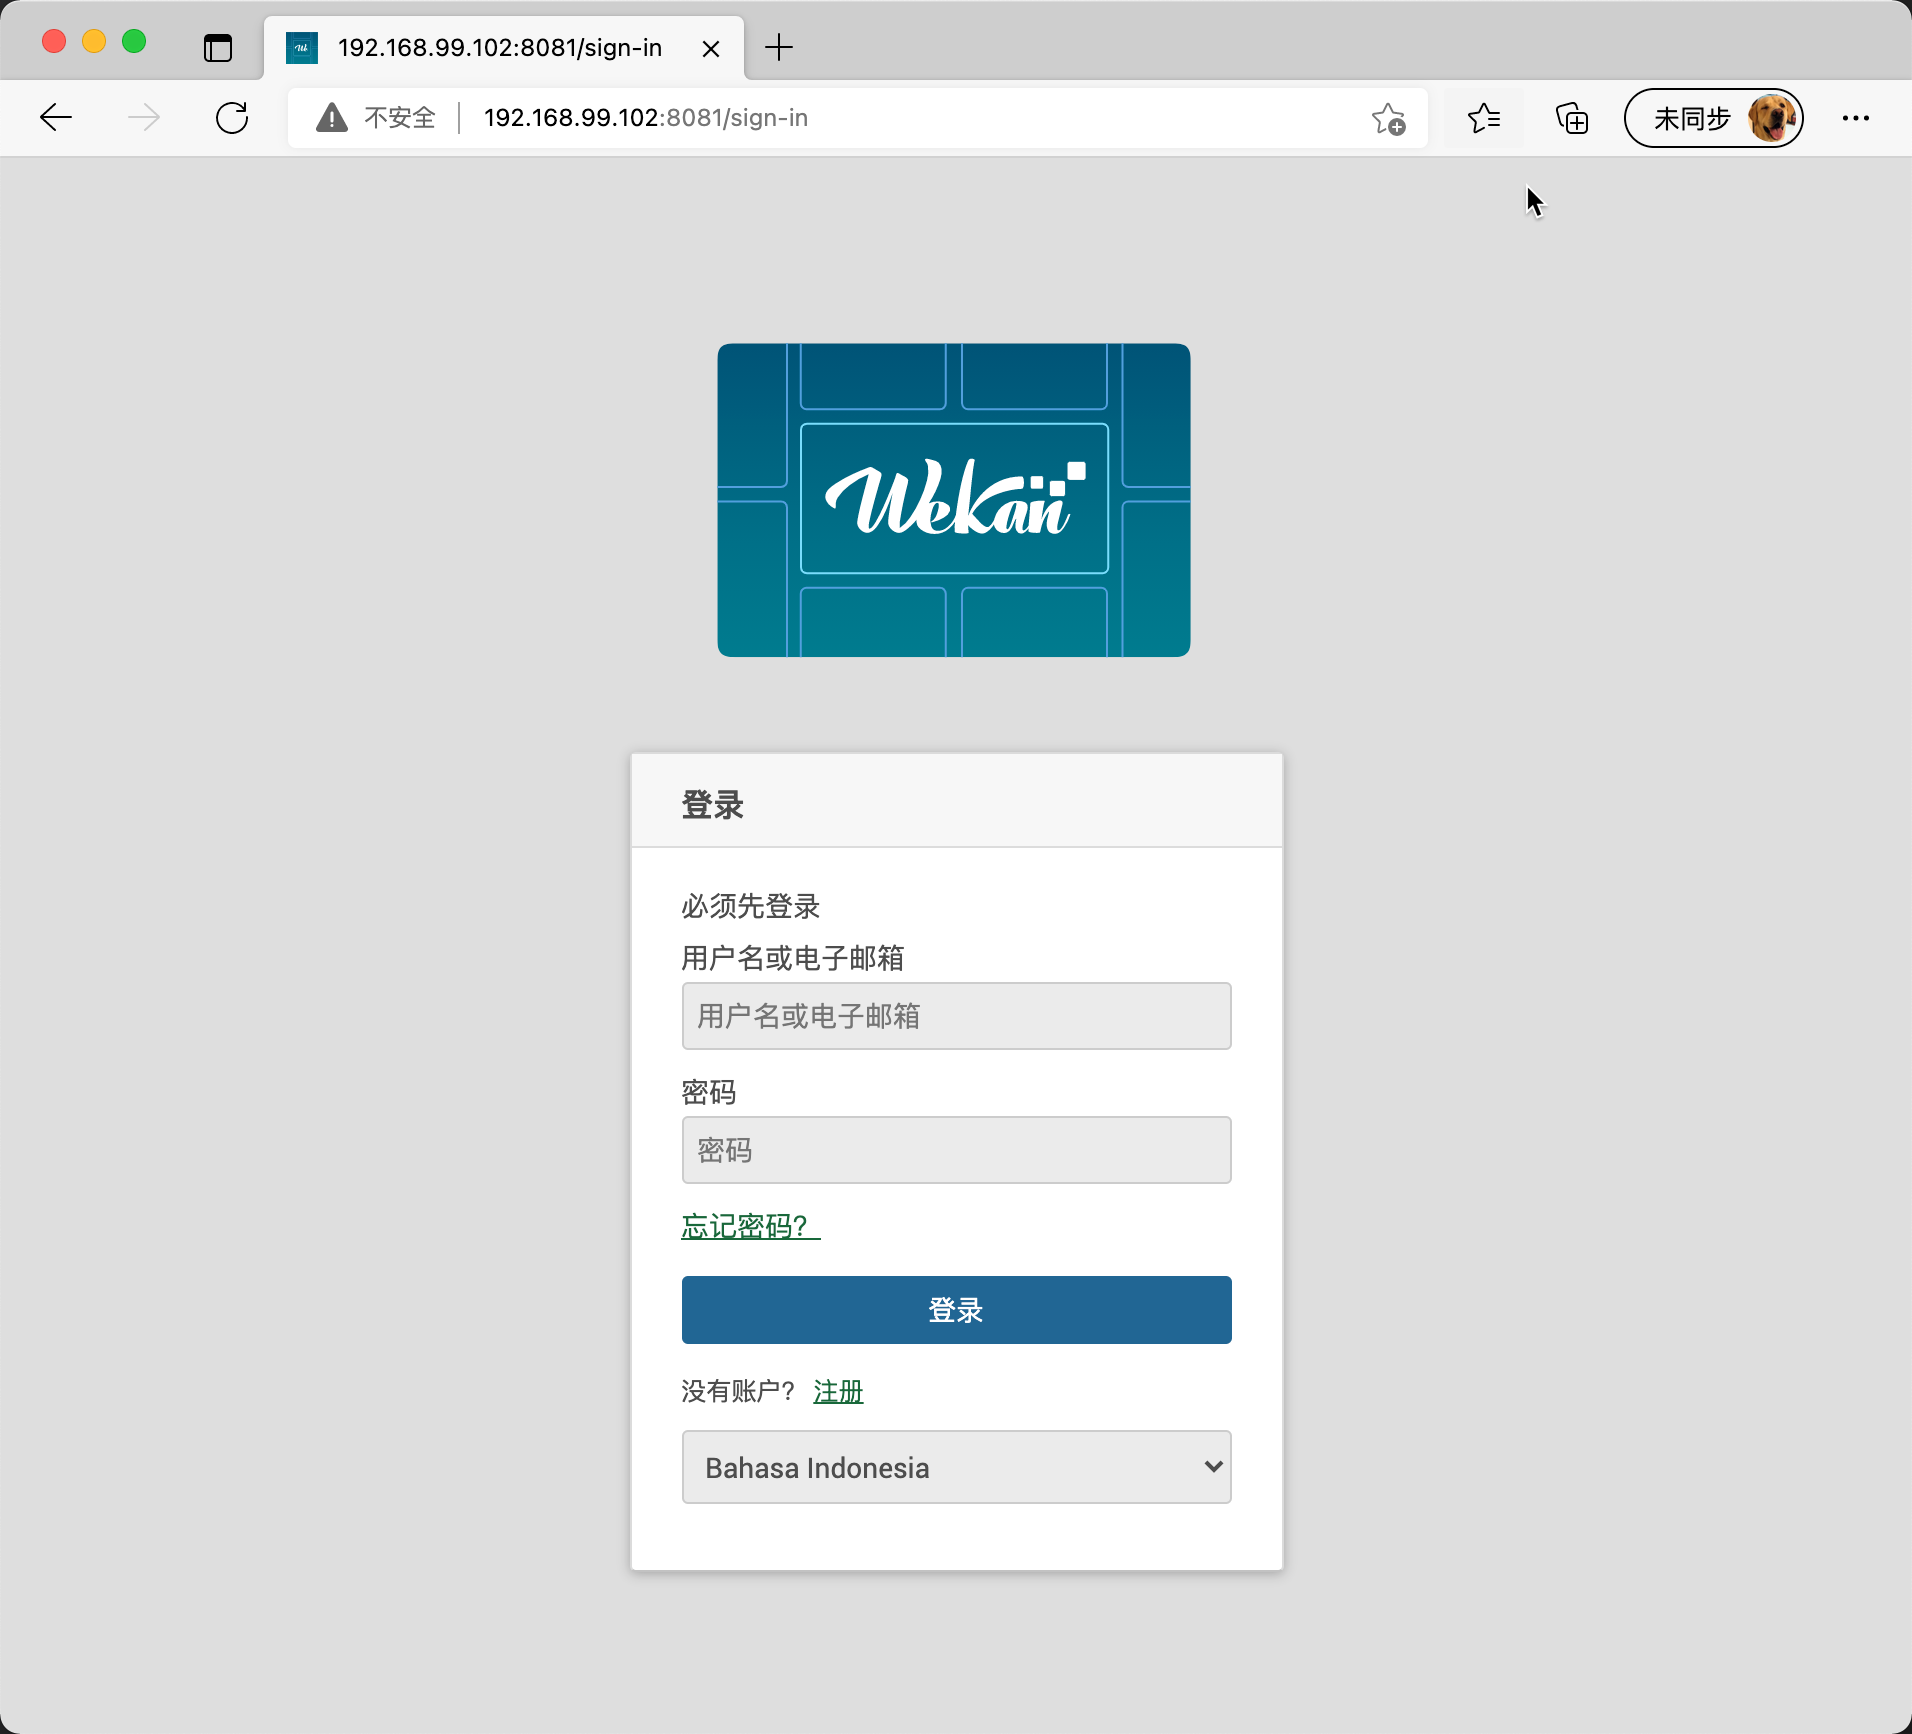 192.168.99.102:8081/sign-in
不安全
192.168.99.102:8081/sign-in
未同步
Wekan
登录
必须先登录
用户名或电子邮箱
用户名或电子邮箱
密码
密码
忘记密码？
登录
没有账户？ 注册
Bahasa Indonesia